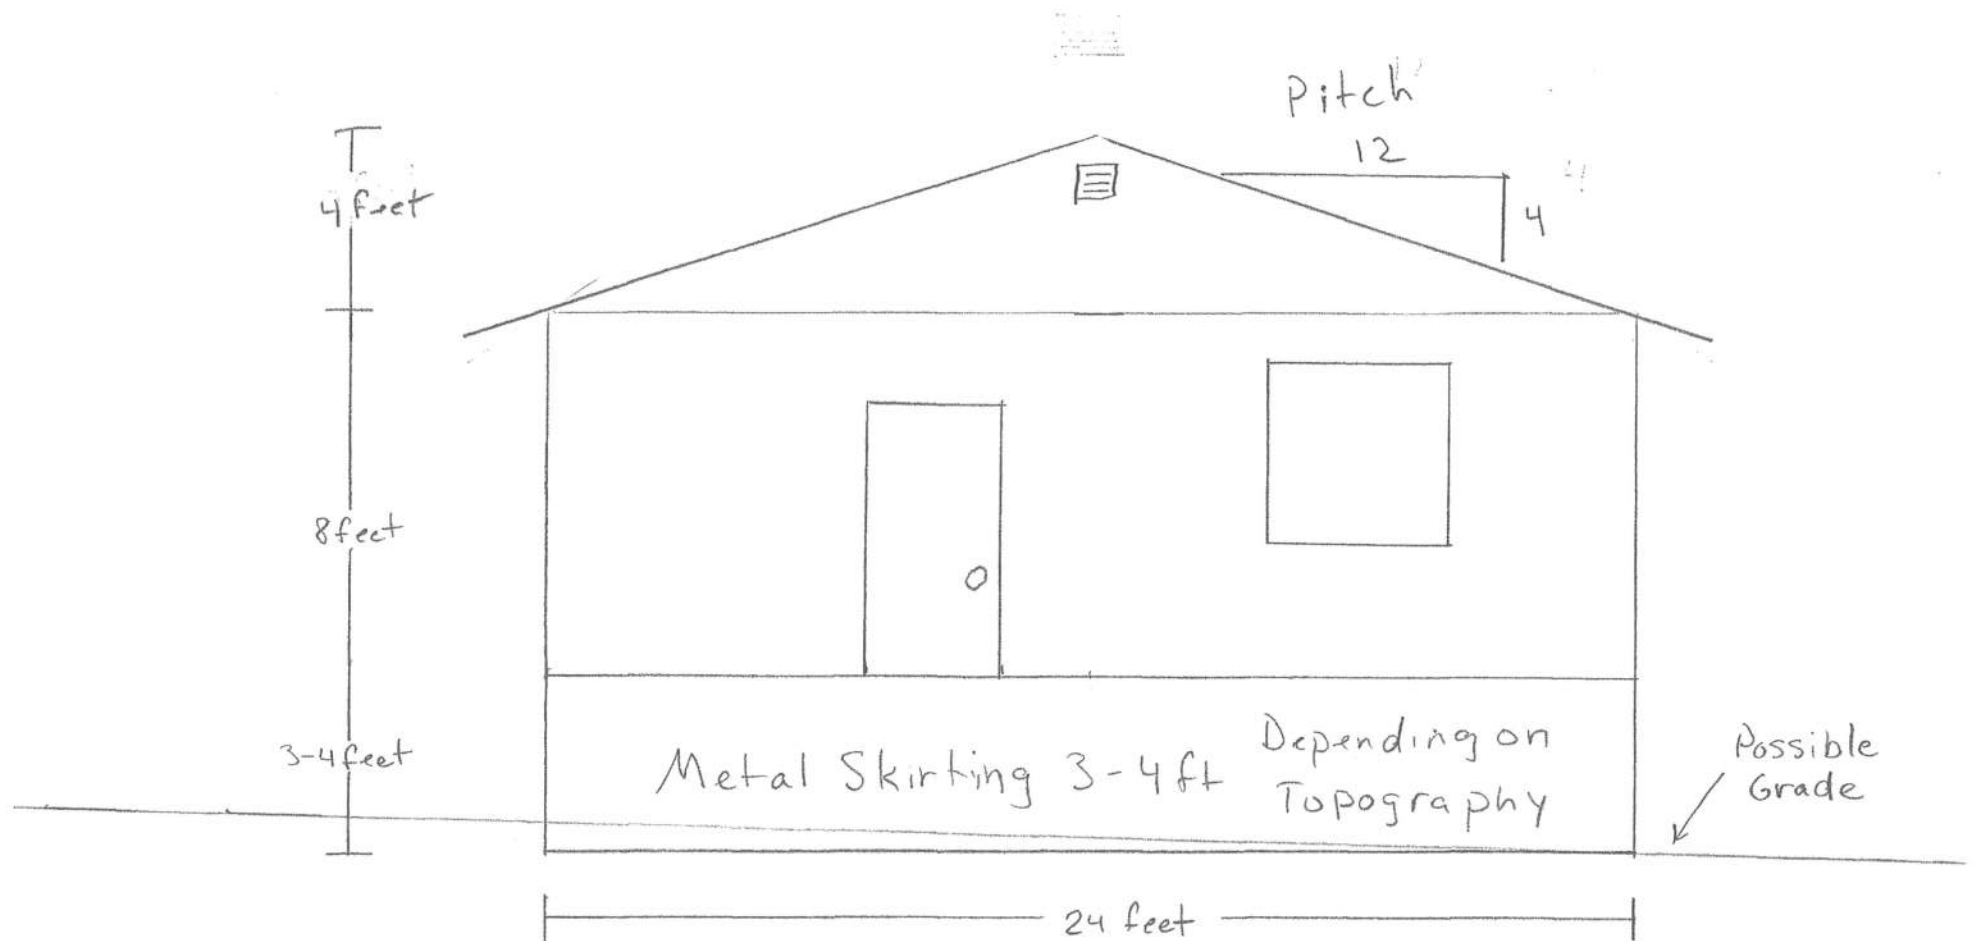 Pitch
12
4
4 feet
8 feet
3-4 feet
Metal Skirting 3-4 ft
Depending on
Topography
Possible
Grade
24 feet